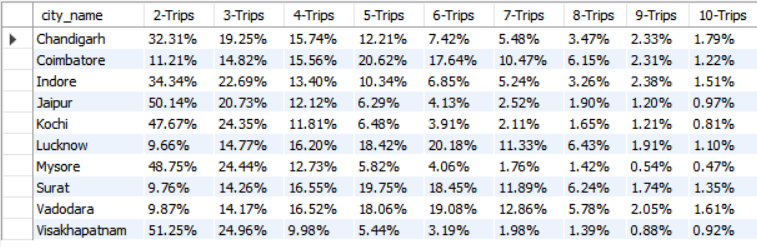 city_name 2-Trips 3-Trips 4-Trips 5-Trips 6-Trips 7-Trips 8-Trips 9-Trips 10-Trips
Chandigarh 32.31% 19.25% 15.74% 12.21% 7.42% 5.48% 3.47% 2.33% 1.79%
Coimbatore 11.21% 14.82% 15.56% 20.62% 17.64% 10.47% 6.15% 2.31% 1.22%
Indore 34.34% 22.69% 13.40% 10.34% 6.85% 5.24% 3.26% 2.38% 1.51%
Jaipur 50.14% 20.73% 12.12% 6.29% 4.13% 2.52% 1.90% 1.20% 0.97%
Kochi 47.67% 24.35% 11.81% 6.48% 3.91% 2.11% 1.65% 1.21% 0.81%
Lucknow 9.66% 14.77% 16.20% 18.42% 20.18% 11.33% 6.43% 1.91% 1.10%
Mysore 48.75% 24.44% 12.73% 5.82% 4.06% 1.76% 1.42% 0.54% 0.47%
Surat 9.76% 14.26% 16.55% 19.75% 18.45% 11.89% 6.24% 1.74% 1.35%
Vadodara 9.87% 14.17% 16.52% 18.06% 19.08% 12.86% 5.78% 2.05% 1.61%
Visakhapatnam 51.25% 24.96% 9.98% 5.44% 3.19% 1.98% 1.39% 0.88% 0.92%